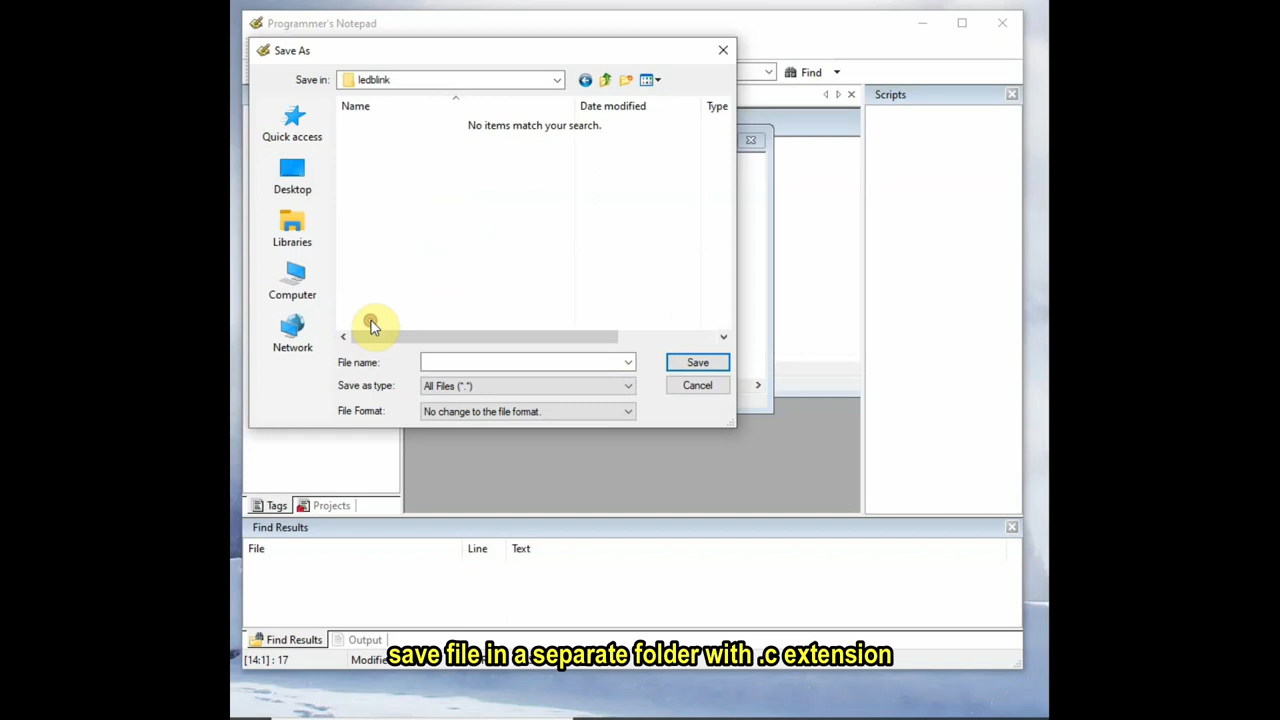 Programmer's Notepad
Save As
Save in:
ledblink
Find
Name
Date modified
Type
Scripts
No items match your search.
Quick access
Desktop
Libraries
Computer
Network
File name:
Save
Save as type:
All Files (*.*)
Cancel
File Format:
No change to the file format.
Tags
Projects
Find Results
File
Line
Text
Find Results
Output
[14:1] : 17
save file in a separate folder with .c extension